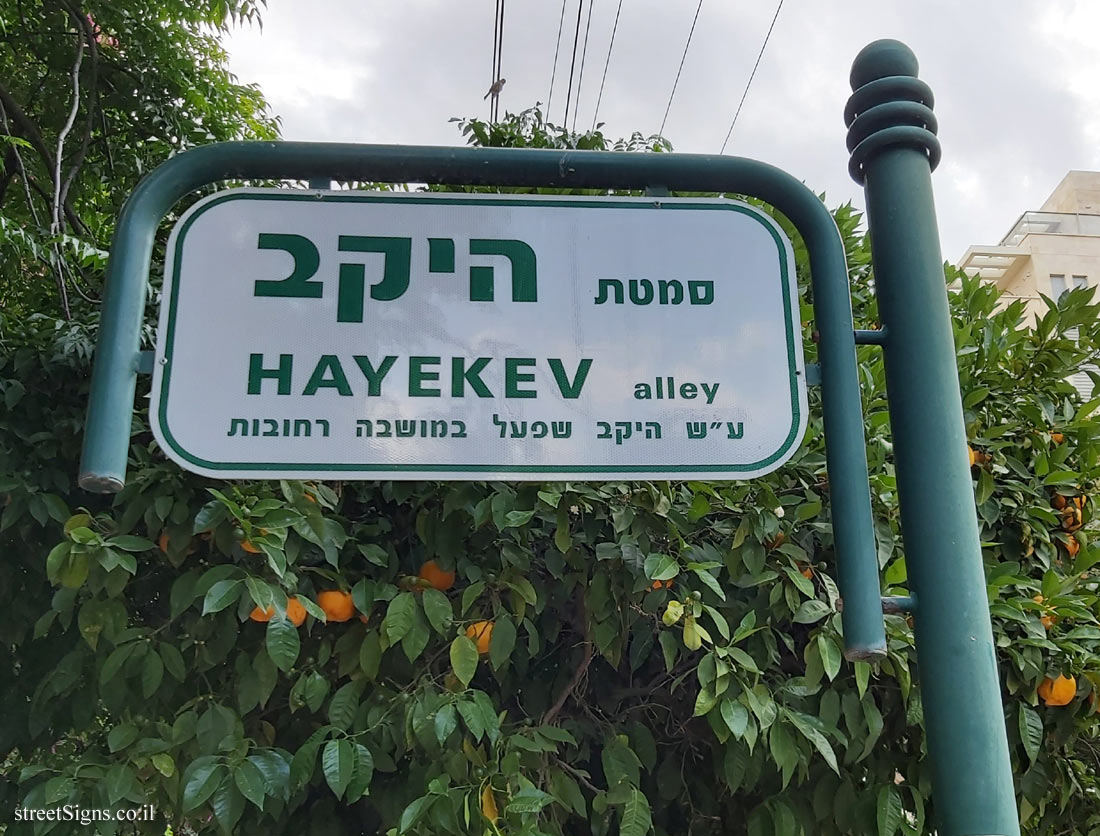 סמטת היקב
HAYEKEV alley
ע״ש היקב שפעל במושבה רחובות
streetSigns.co.il